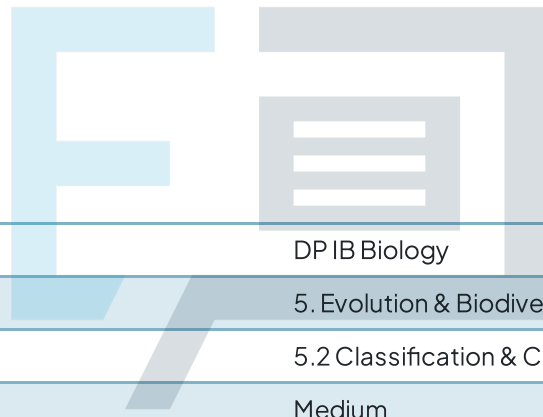 DP IB Biology
5. Evolution & Biodive
5.2 Classification & C
Medium